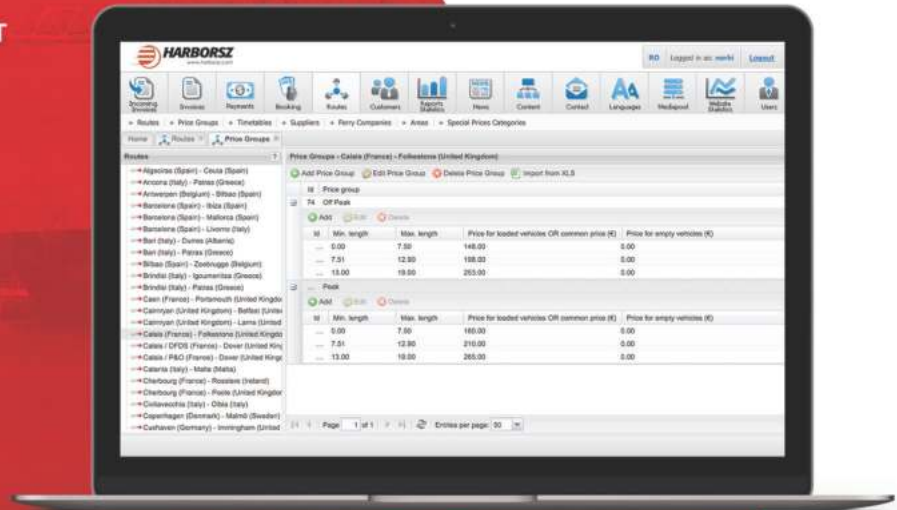 T
HARBORSZ
www.harborsz.com
RO Logged in as: norbi Logout
Incoming Invoices Invoices Payments Booking Routes Customers Reports Statistics News Content Contact Languages Mediapool Website Statistics Users
Routes Price Groups Timetables Suppliers Ferry Companies Areas Special Prices Categories
Home Routes Price Groups
Routes
Price Groups - Calais (France) - Folkestone (United Kingdom)
Algeciras (Spain) - Ceuta (Spain)
Ancona (Italy) - Patras (Greece)
Antwerpen (Belgium) - Bilbao (Spain)
Barcelona (Spain) - Ibiza (Spain)
Barcelona (Spain) - Mallorca (Spain)
Barcelona (Spain) - Livorno (Italy)
Bari (Italy) - Durres (Albania)
Bari (Italy) - Patras (Greece)
Bilbao (Spain) - Zeebrugge (Belgium)
Brindisi (Italy) - Igoumenitsa (Greece)
Brindisi (Italy) - Patras (Greece)
Caen (France) - Portsmouth (United Kingdo
Cairnryan (United Kingdom) - Belfast (Unite
Cairnryan (United Kingdom) - Larne (United
Calais (France) - Folkestone (United Kingdo
Calais / DFDS (France) - Dover (United King
Calais / P&O (France) - Dover (United Kingd
Catania (Italy) - Malta (Malta)
Cherbourg (France) - Rosslare (Ireland)
Cherbourg (France) - Poole (United Kingdor
Civitavecchia (Italy) - Olbia (Italy)
Copenhagen (Denmark) - Malmö (Sweden)
Cuxhaven (Germany) - Immingham (United
Add Price Group Edit Price Group Delete Price Group Import from XLS
Id Price group
74 Off Peak
Add Edit Delete
Id Min. length Max. length Price for loaded vehicles OR common price (€) Price for empty vehicles (€)
... 0.00 7.50 148.00 0.00
... 7.51 12.90 198.00 0.00
... 13.00 19.00 253.00 0.00
... Peak
Add Edit Delete
Id Min. length Max. length Price for loaded vehicles OR common price (€) Price for empty vehicles (€)
... 0.00 7.50 160.00 0.00
... 7.51 12.90 210.00 0.00
... 13.00 19.00 265.00 0.00
Page 1 of 1 Entries per page: 50